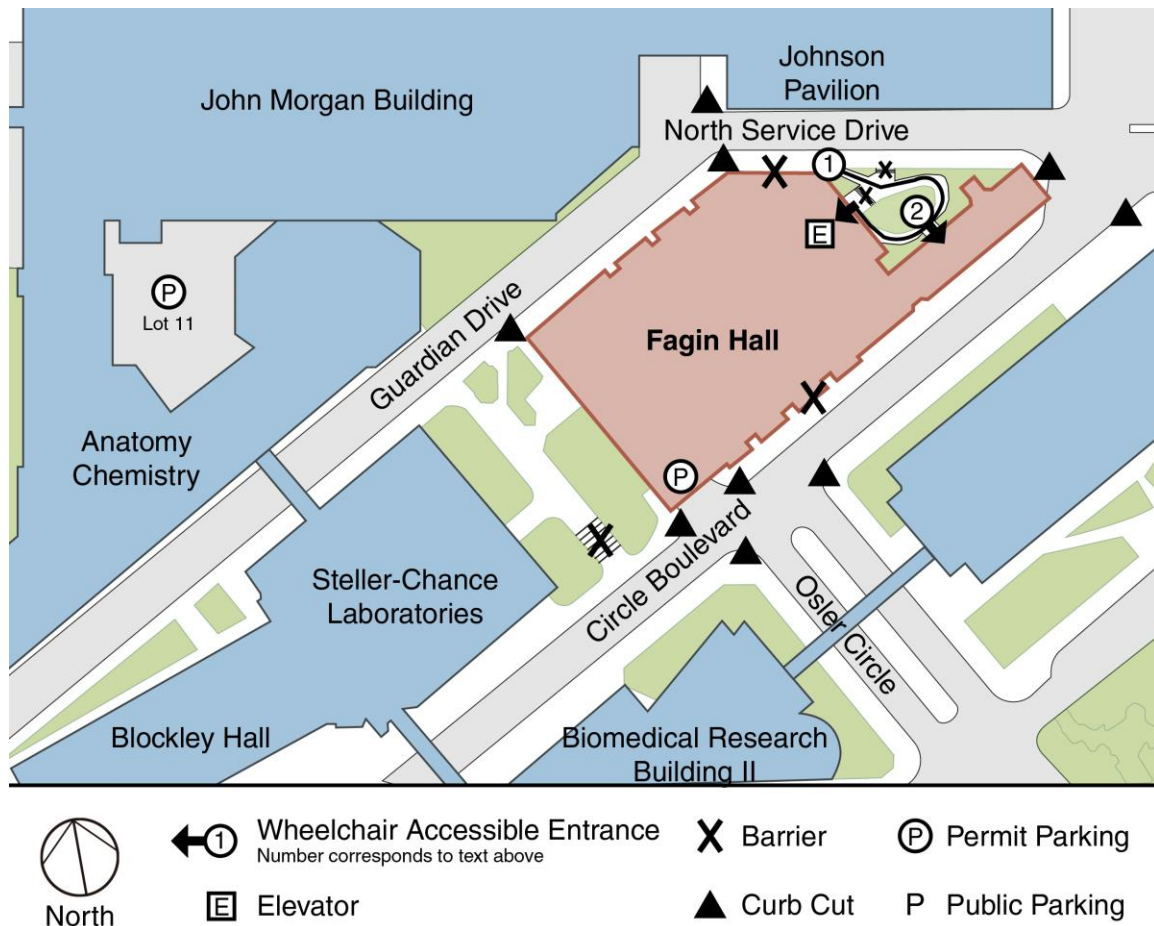 John Morgan Building
Johnson
Pavilion
North Service Drive
1
2
E
P
Lot 11
Guardian Drive
Fagin Hall
Anatomy
Chemistry
P
Steller-Chance
Laboratories
Circle Boulevard
Osler Circle
Blockley Hall
Biomedical Research
Building II
North
1 Wheelchair Accessible Entrance
Number corresponds to text above
E Elevator
Barrier
Curb Cut
P Permit Parking
P Public Parking